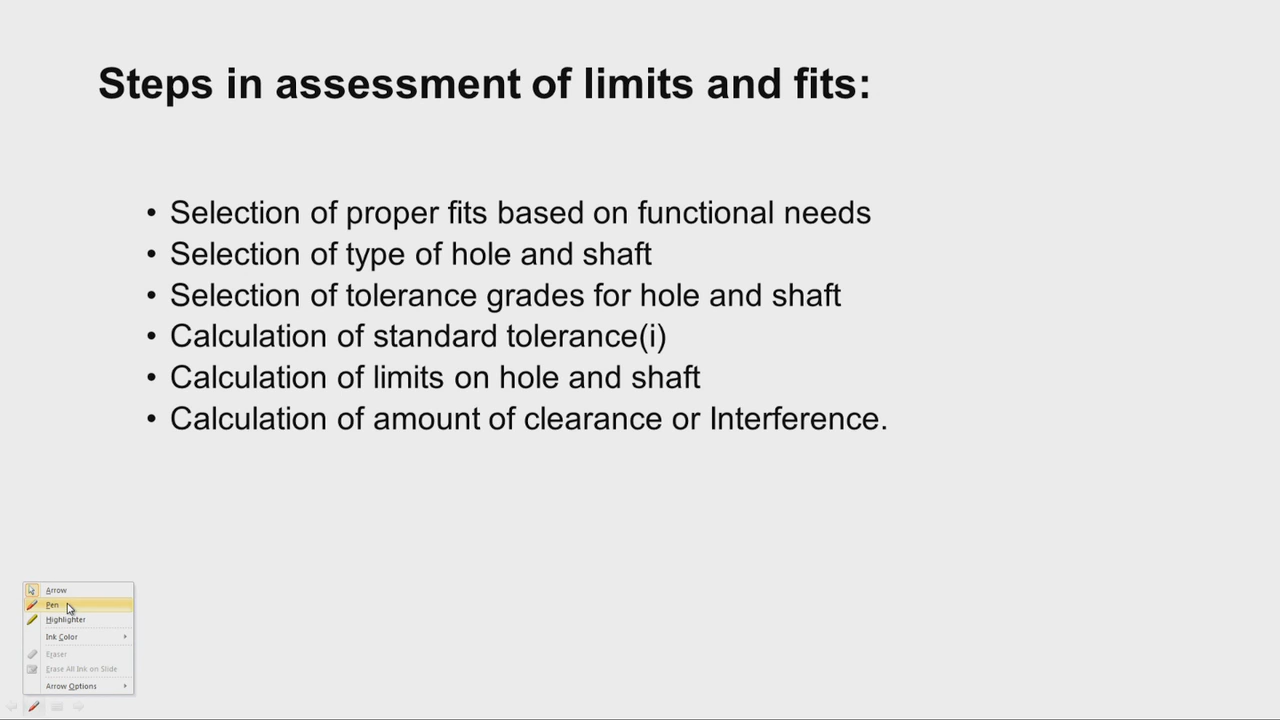 Steps in assessment of limits and fits:
• Selection of proper fits based on functional needs
• Selection of type of hole and shaft
• Selection of tolerance grades for hole and shaft
• Calculation of standard tolerance(i)
• Calculation of limits on hole and shaft
• Calculation of amount of clearance or Interference.
Arrow
Pen
Highlighter
Ink Color
Eraser
Erase All Ink on Slide
Arrow Options